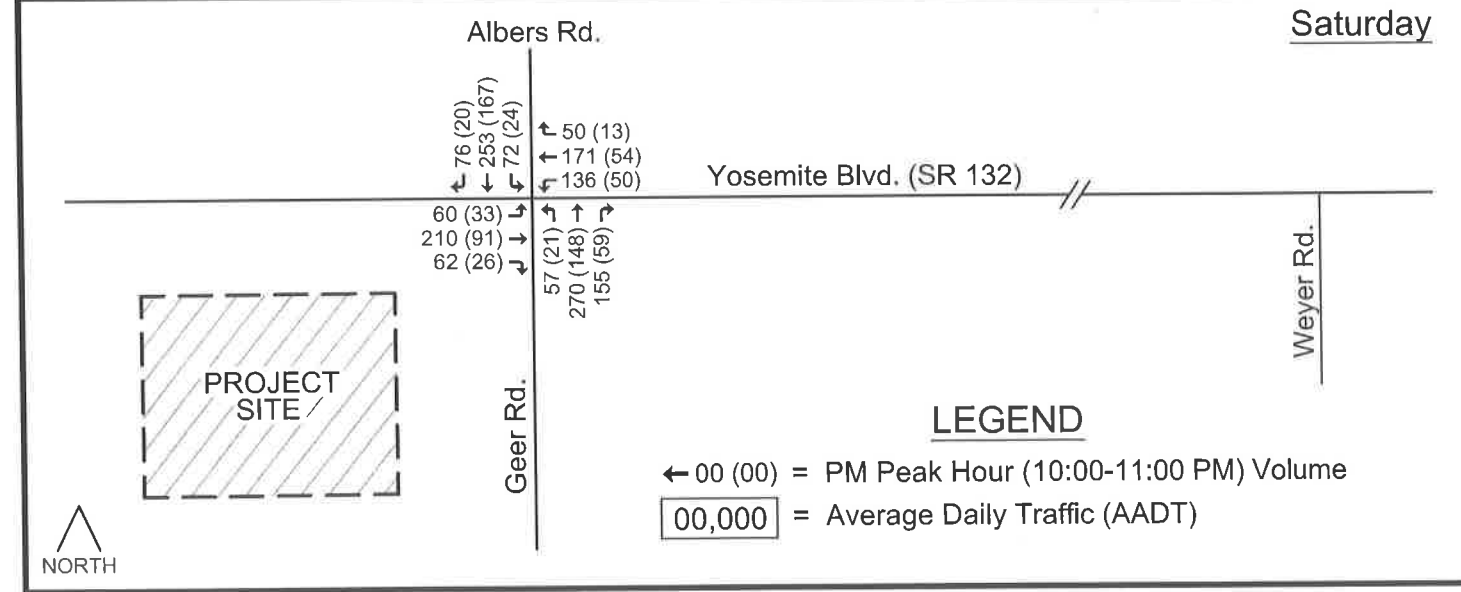 Saturday
Albers Rd.
76 (20)
253 (167)
72 (24)
50 (13)
171 (54)
136 (50)
Yosemite Blvd. (SR 132)
60 (33)
210 (91)
62 (26)
57 (21)
270 (148)
155 (59)
Weyer Rd.
PROJECT
SITE
Geer Rd.
LEGEND
00 (00) = PM Peak Hour (10:00-11:00 PM) Volume
00,000 = Average Daily Traffic (AADT)
NORTH